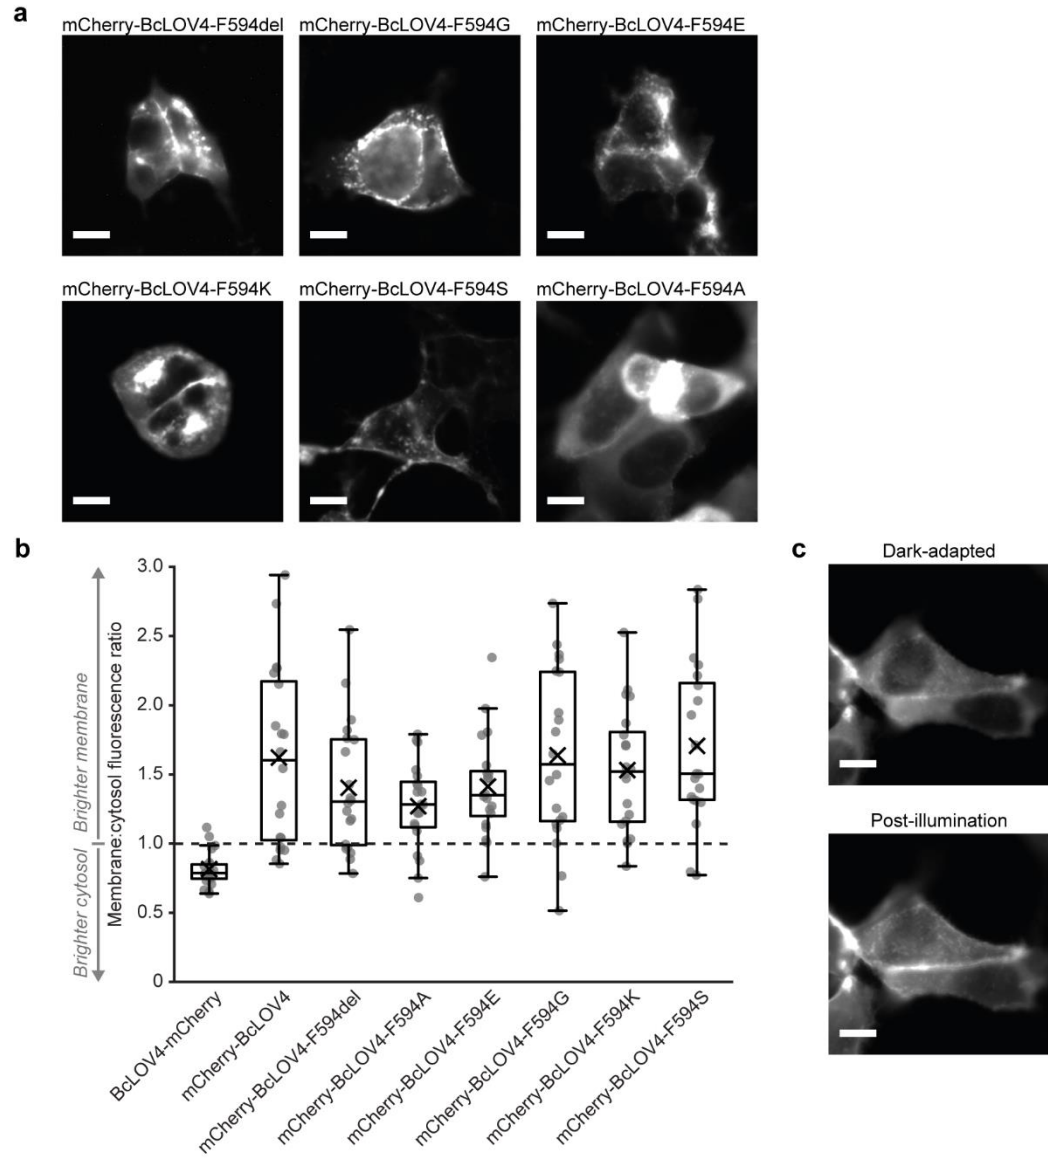 a
mCherry-BcLOV4-F594del
mCherry-BcLOV4-F594G
mCherry-BcLOV4-F594E
mCherry-BcLOV4-F594K
mCherry-BcLOV4-F594S
mCherry-BcLOV4-F594A
b
Brighter cytosol
Brighter membrane
Membrane:cytosol fluorescence ratio
3.0
2.5
2.0
1.5
1.0
0.5
0
BcLOV4-mCherry
mCherry-BcLOV4
mCherry-BcLOV4-F594del
mCherry-BcLOV4-F594A
mCherry-BcLOV4-F594E
mCherry-BcLOV4-F594G
mCherry-BcLOV4-F594K
mCherry-BcLOV4-F594S
c
Dark-adapted
Post-illumination